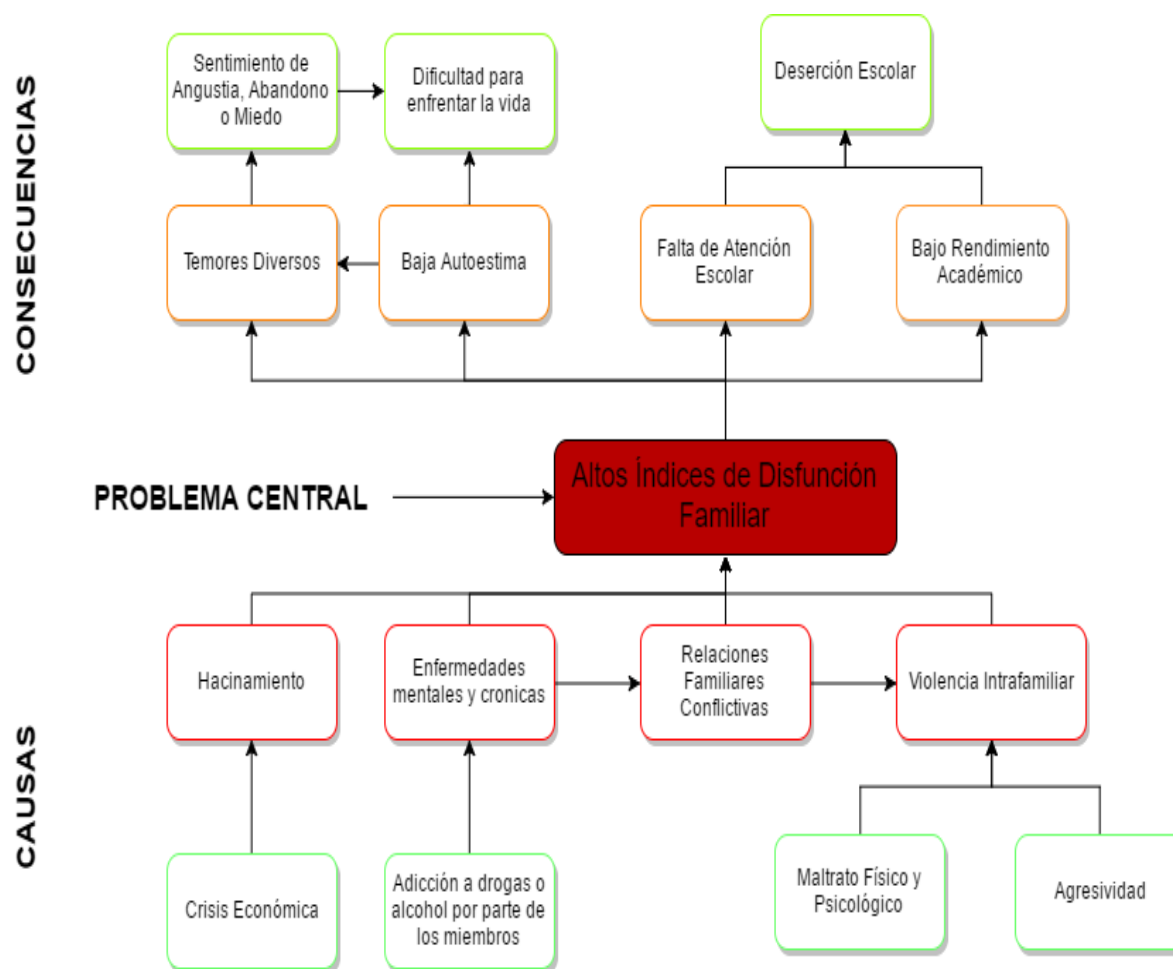 CONSECUENCIAS
Sentimiento de
Angustia, Abandono
o Miedo
Dificultad para
enfrentar la vida
Deserción Escolar
Temores Diversos
Baja Autoestima
Falta de Atención
Escolar
Bajo Rendimiento
Académico
PROBLEMA CENTRAL
Altos Índices de Disfunción
Familiar
CAUSAS
Hacinamiento
Enfermedades
mentales y cronicas
Relaciones
Familiares
Conflictivas
Violencia Intrafamiliar
Crisis Económica
Adicción a drogas o
alcohol por parte de
los miembros
Maltrato Físico y
Psicológico
Agresividad